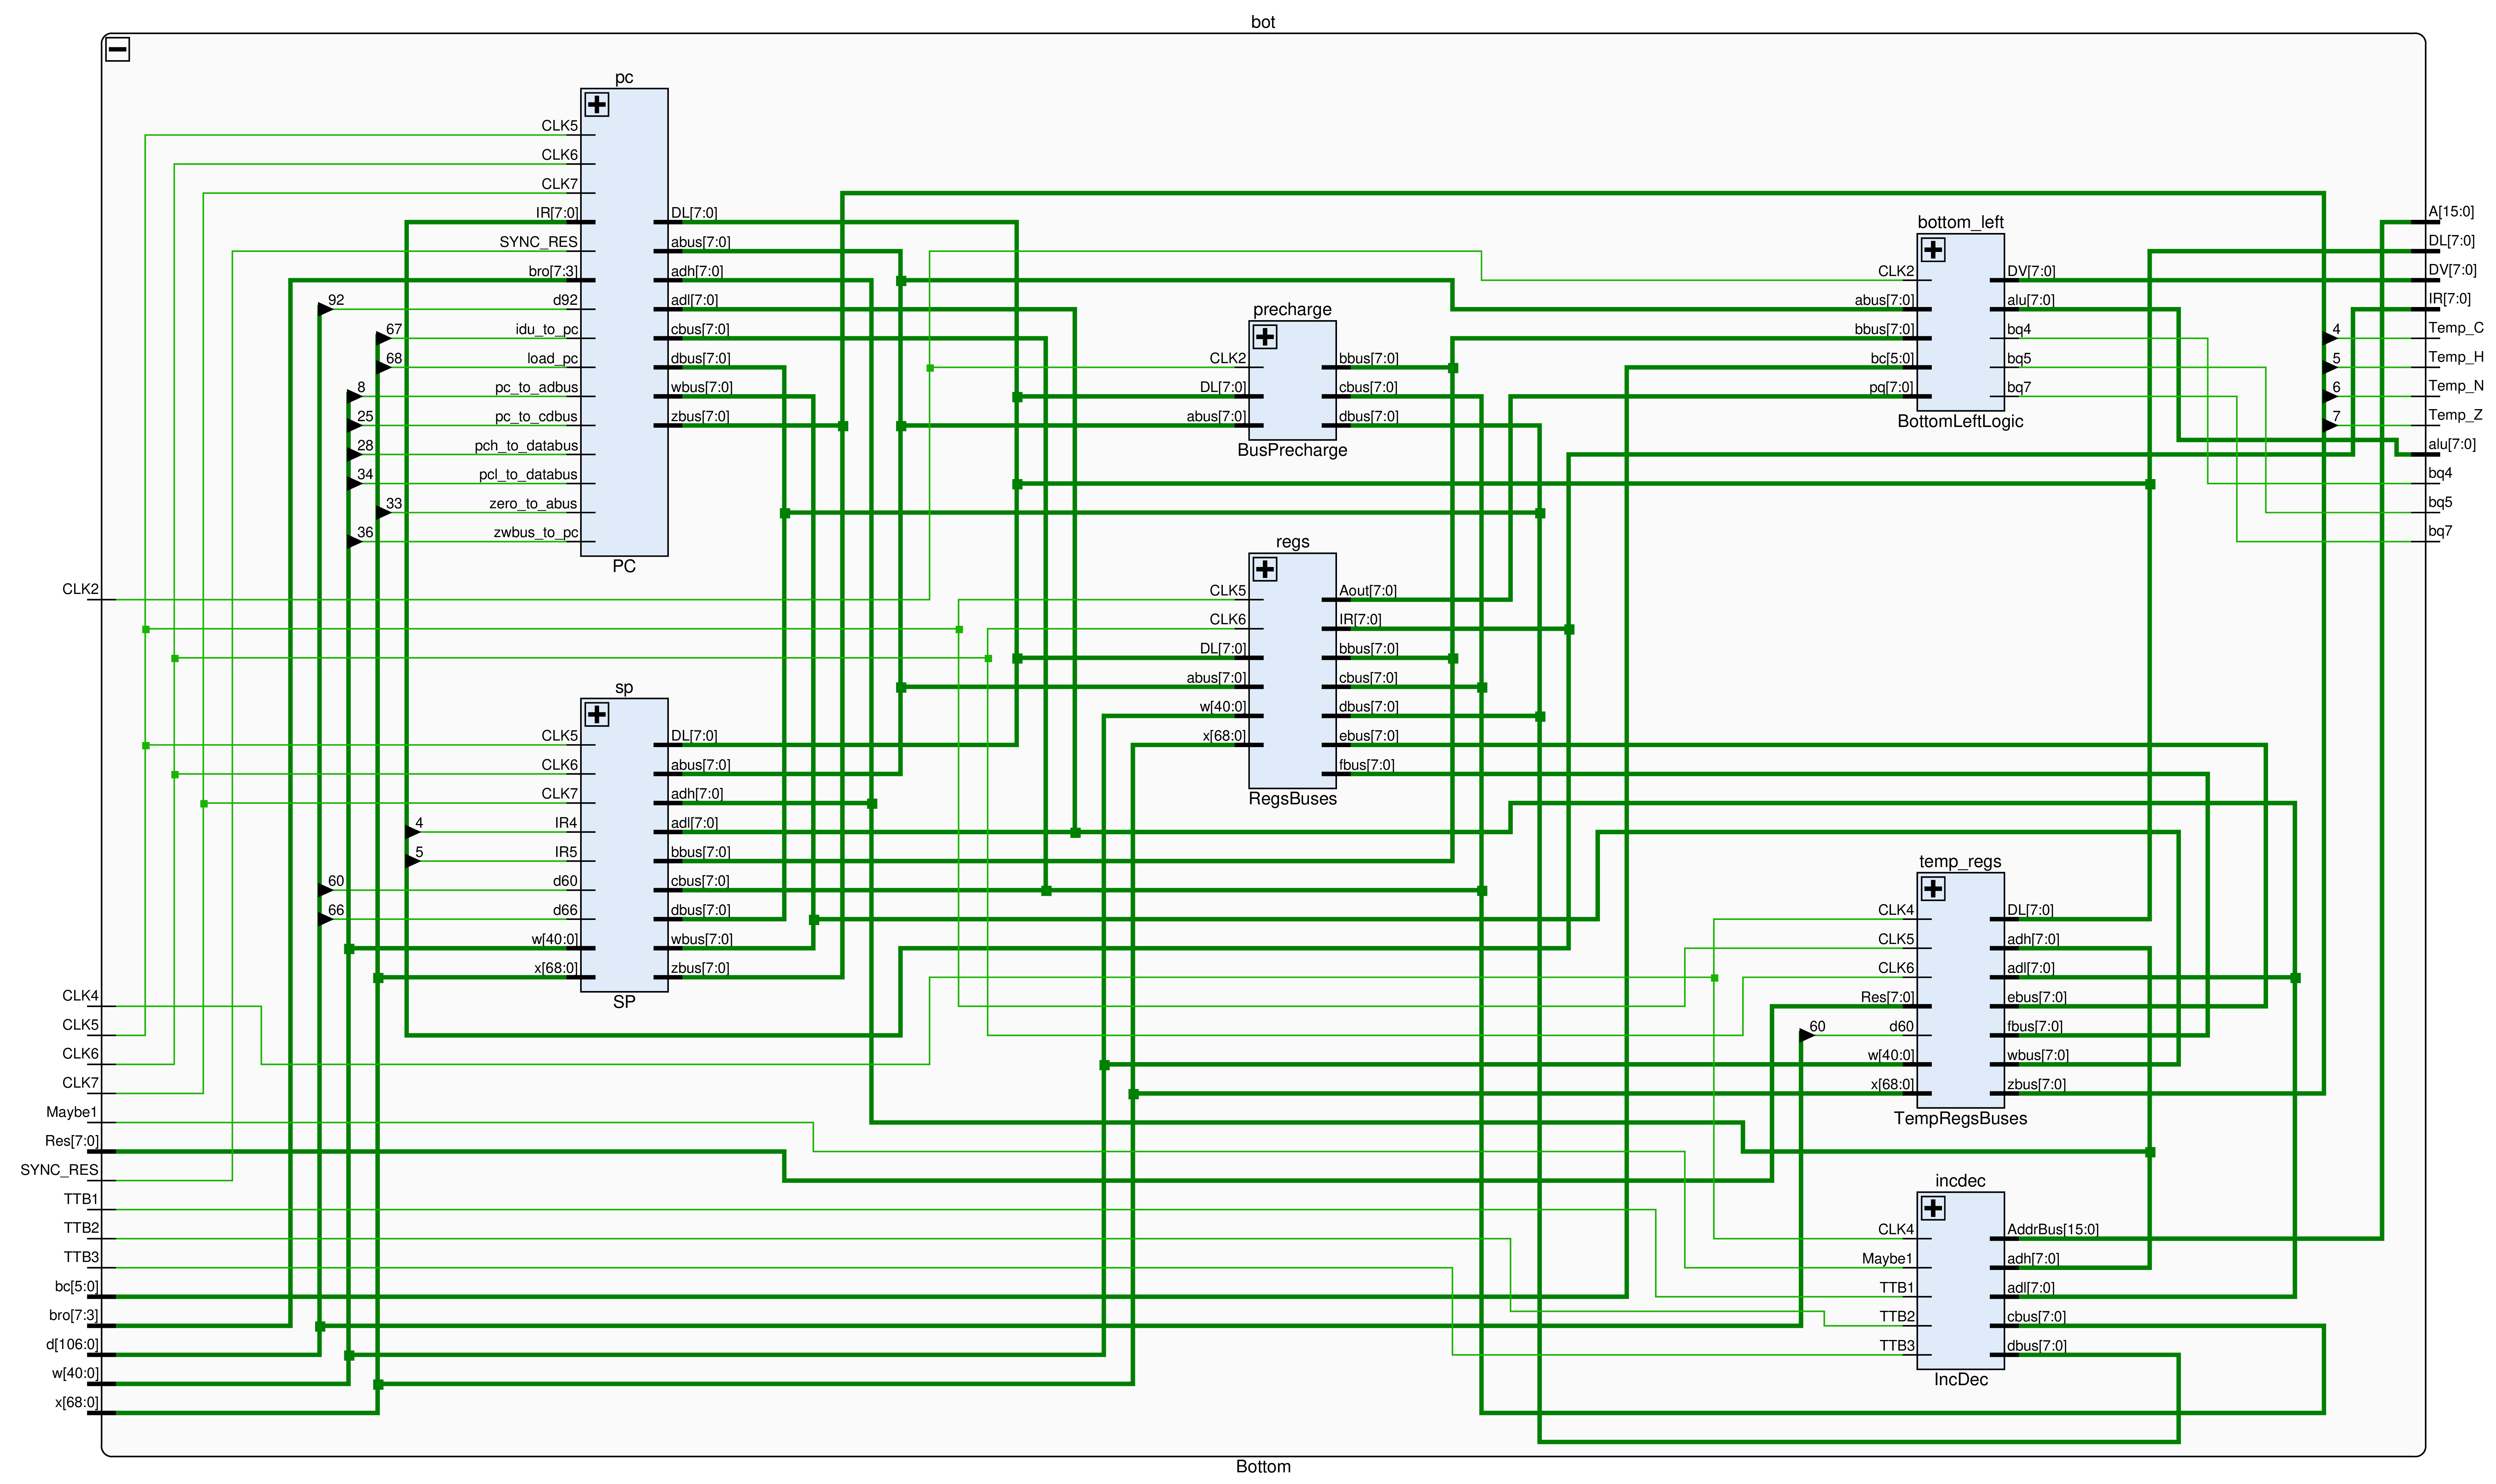 bot
pc
CLK5
CLK6
CLK7
IR[7:0]
SYNC_RES
bro[7:3]
92
d92
67
idu_to_pc
68
load_pc
8
pc_to_adbus
25
pc_to_cdbus
28
pch_to_databus
34
pcl_to_databus
33
zero_to_abus
36
zwbus_to_pc
DL[7:0]
abus[7:0]
adh[7:0]
adl[7:0]
cbus[7:0]
dbus[7:0]
wbus[7:0]
zbus[7:0]
PC
precharge
CLK2
DL[7:0]
abus[7:0]
bbus[7:0]
cbus[7:0]
dbus[7:0]
BusPrecharge
bottom_left
CLK2
abus[7:0]
bbus[7:0]
bc[5:0]
pq[7:0]
DV[7:0]
alu[7:0]
bq4
bq5
bq7
BottomLeftLogic
A[15:0]
DL[7:0]
DV[7:0]
IR[7:0]
4
Temp_C
5
Temp_H
6
Temp_N
7
Temp_Z
alu[7:0]
bq4
bq5
bq7
regs
CLK5
CLK6
DL[7:0]
abus[7:0]
w[40:0]
x[68:0]
Aout[7:0]
IR[7:0]
bbus[7:0]
cbus[7:0]
dbus[7:0]
ebus[7:0]
fbus[7:0]
RegsBuses
sp
CLK5
CLK6
CLK7
4
IR4
5
IR5
60
d60
66
d66
w[40:0]
x[68:0]
DL[7:0]
abus[7:0]
adh[7:0]
adl[7:0]
bbus[7:0]
cbus[7:0]
dbus[7:0]
wbus[7:0]
zbus[7:0]
SP
temp_regs
CLK4
CLK5
CLK6
Res[7:0]
60
d60
w[40:0]
x[68:0]
DL[7:0]
adh[7:0]
adl[7:0]
ebus[7:0]
fbus[7:0]
wbus[7:0]
zbus[7:0]
TempRegsBuses
incdec
CLK4
Maybe1
TTB1
TTB2
TTB3
AddrBus[15:0]
adh[7:0]
adl[7:0]
cbus[7:0]
dbus[7:0]
IncDec
CLK2
CLK4
CLK5
CLK6
CLK7
Maybe1
Res[7:0]
SYNC_RES
TTB1
TTB2
TTB3
bc[5:0]
bro[7:3]
d[106:0]
w[40:0]
x[68:0]
Bottom